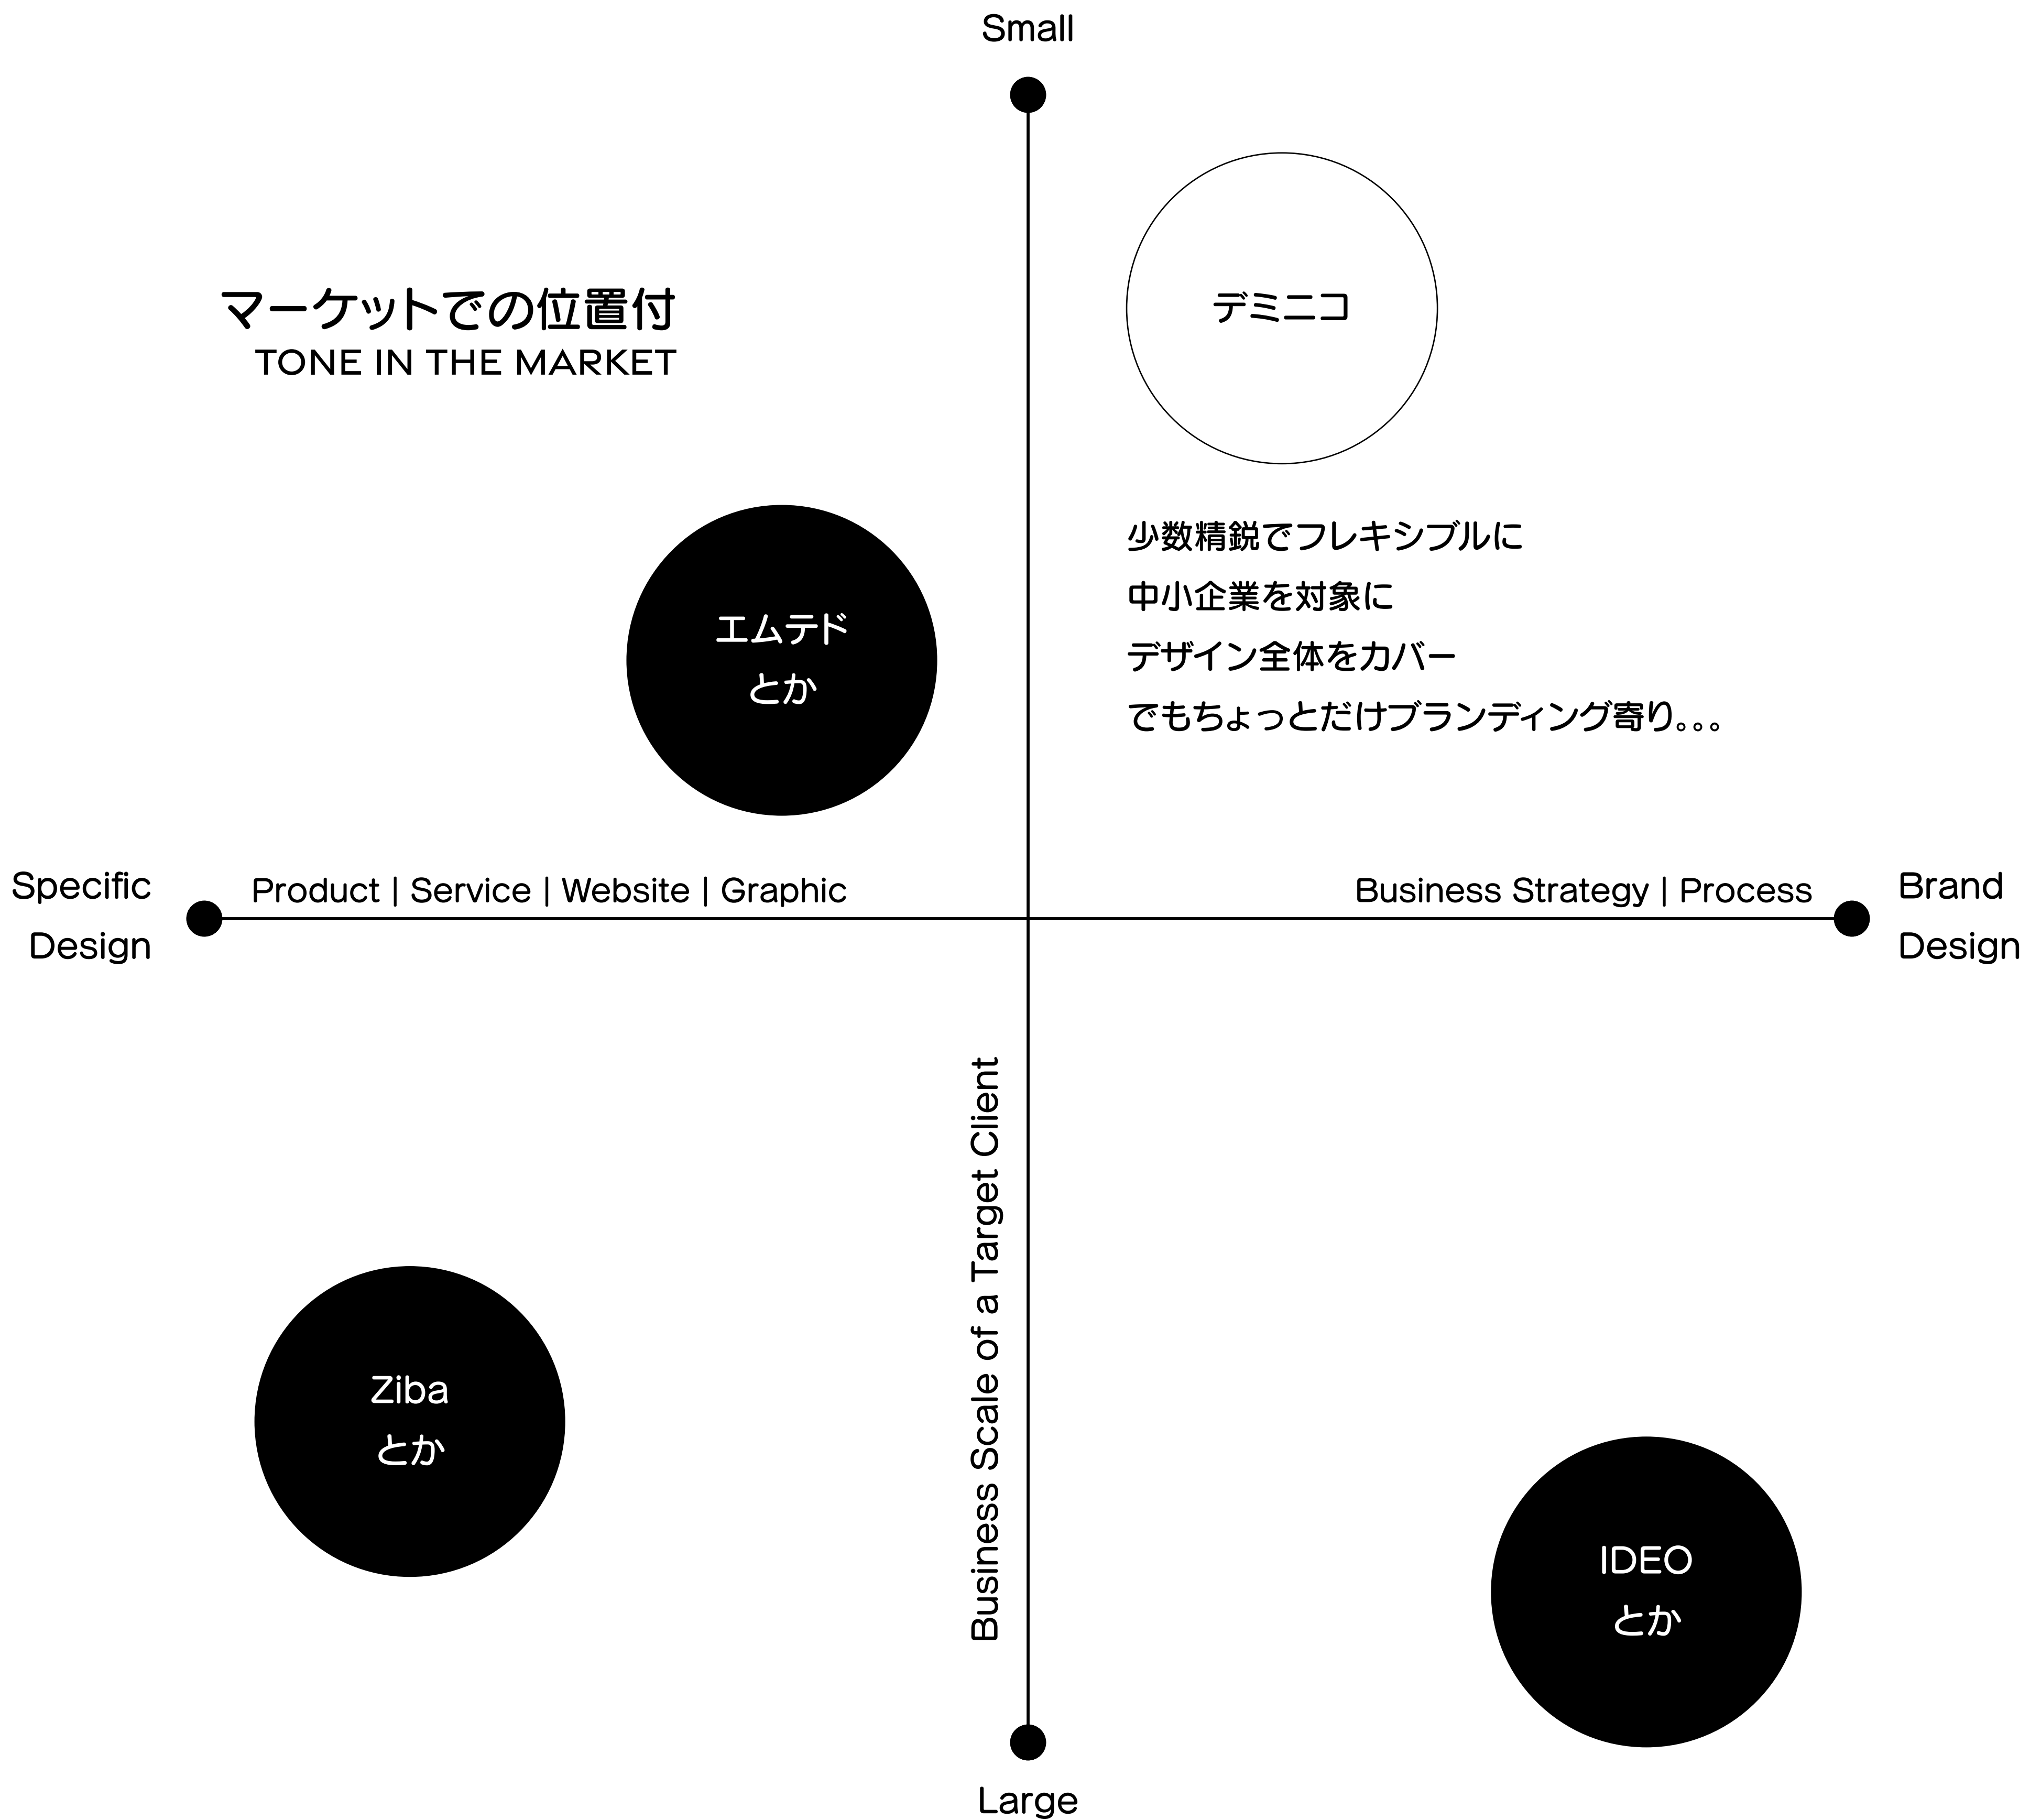 Small
マーケットでの位置付
TONE IN THE MARKET
デミニコ
少数精鋭でフレキシブルに
中小企業を対象に
デザイン全体をカバー
でもちょっとだけブランディング寄り。。。
エムテド
とか
Specific
Design
Product | Service | Website | Graphic
Business Strategy | Process
Brand
Design
Business Scale of a Target Client
Ziba
とか
IDEO
とか
Large